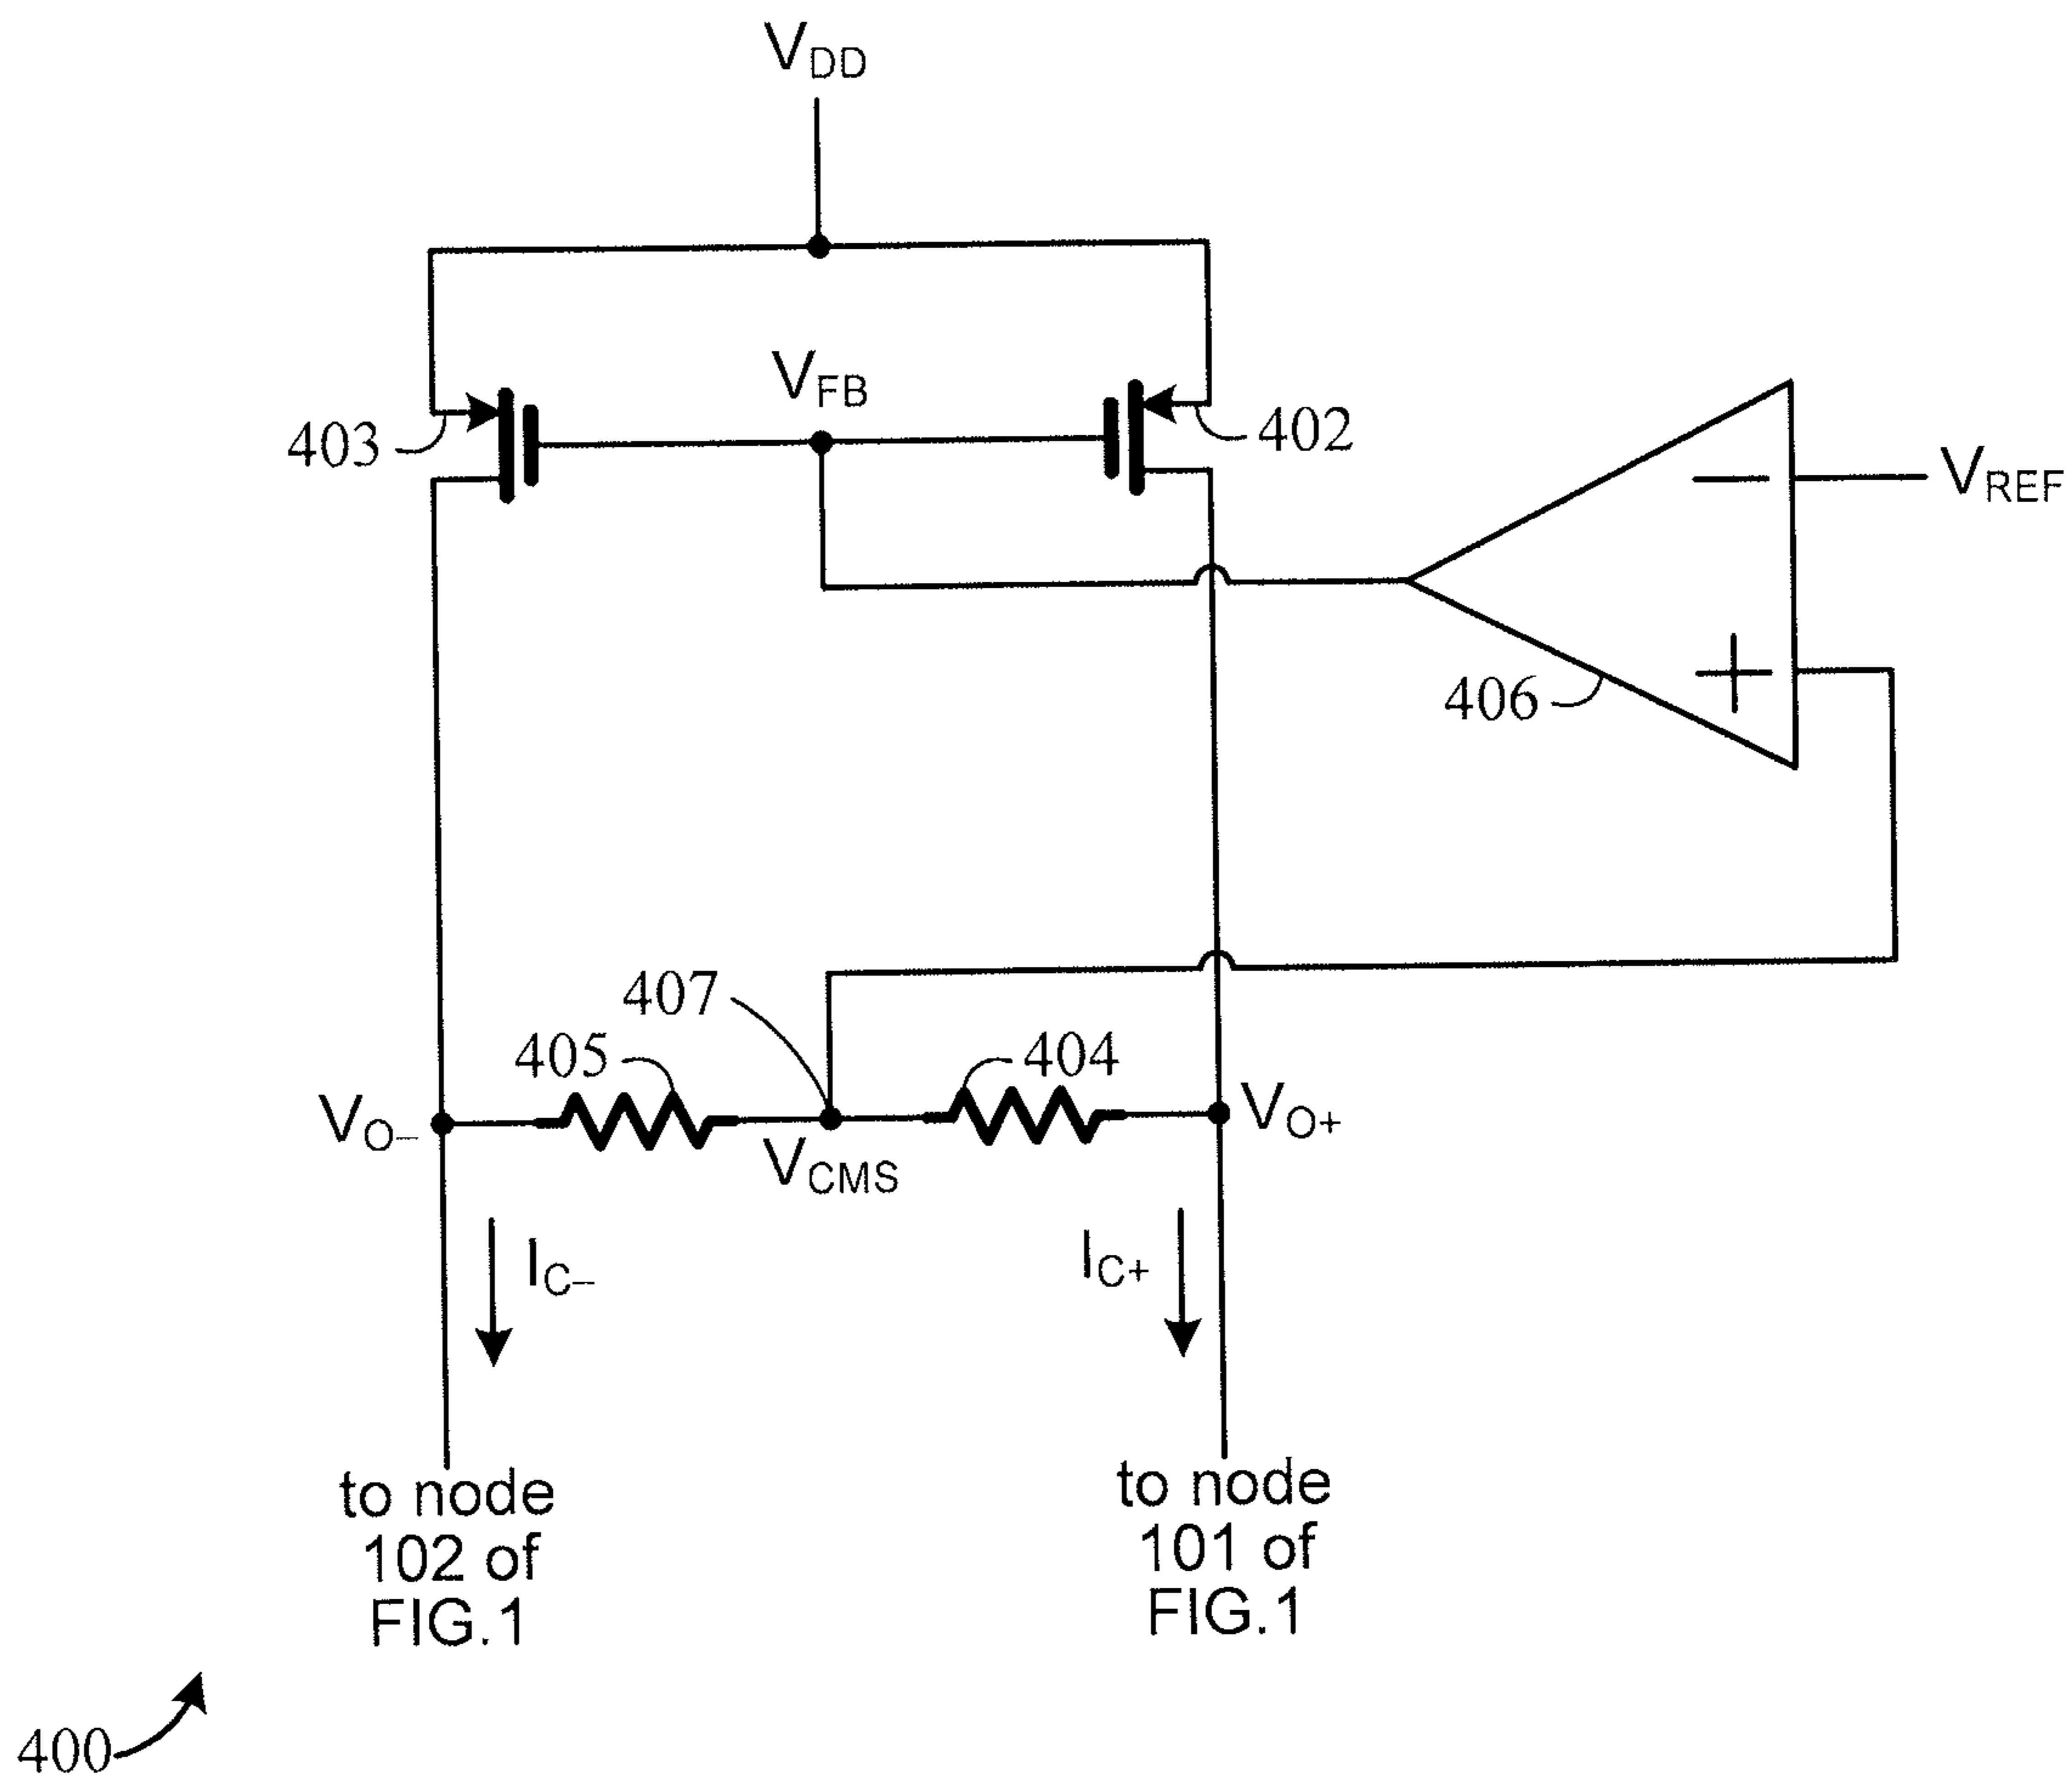 VDD
VFB
403
402
VREF
406
407
405
404
VO−
VCMS
VO+
IC−
IC+
to node
102 of
FIG.1
to node
101 of
FIG.1
400